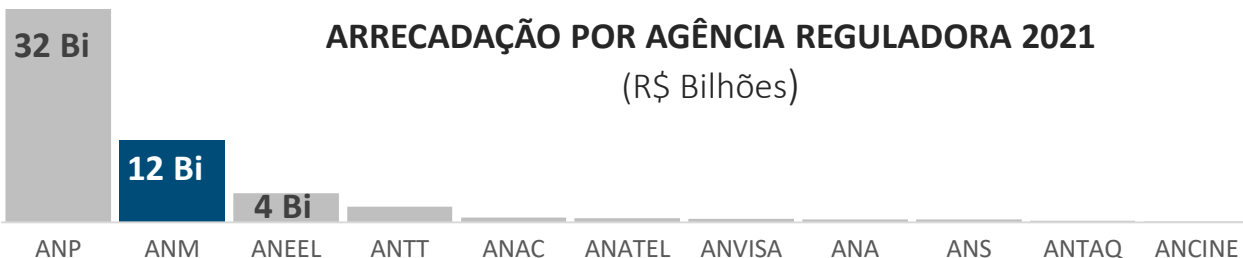 ARRECADAÇÃO POR AGÊNCIA REGULADORA 2021
(R$ Bilhões)
32 Bi
12 Bi
4 Bi
ANP ANM ANEEL ANTT ANAC ANATEL ANVISA ANA ANS ANTAQ ANCINE